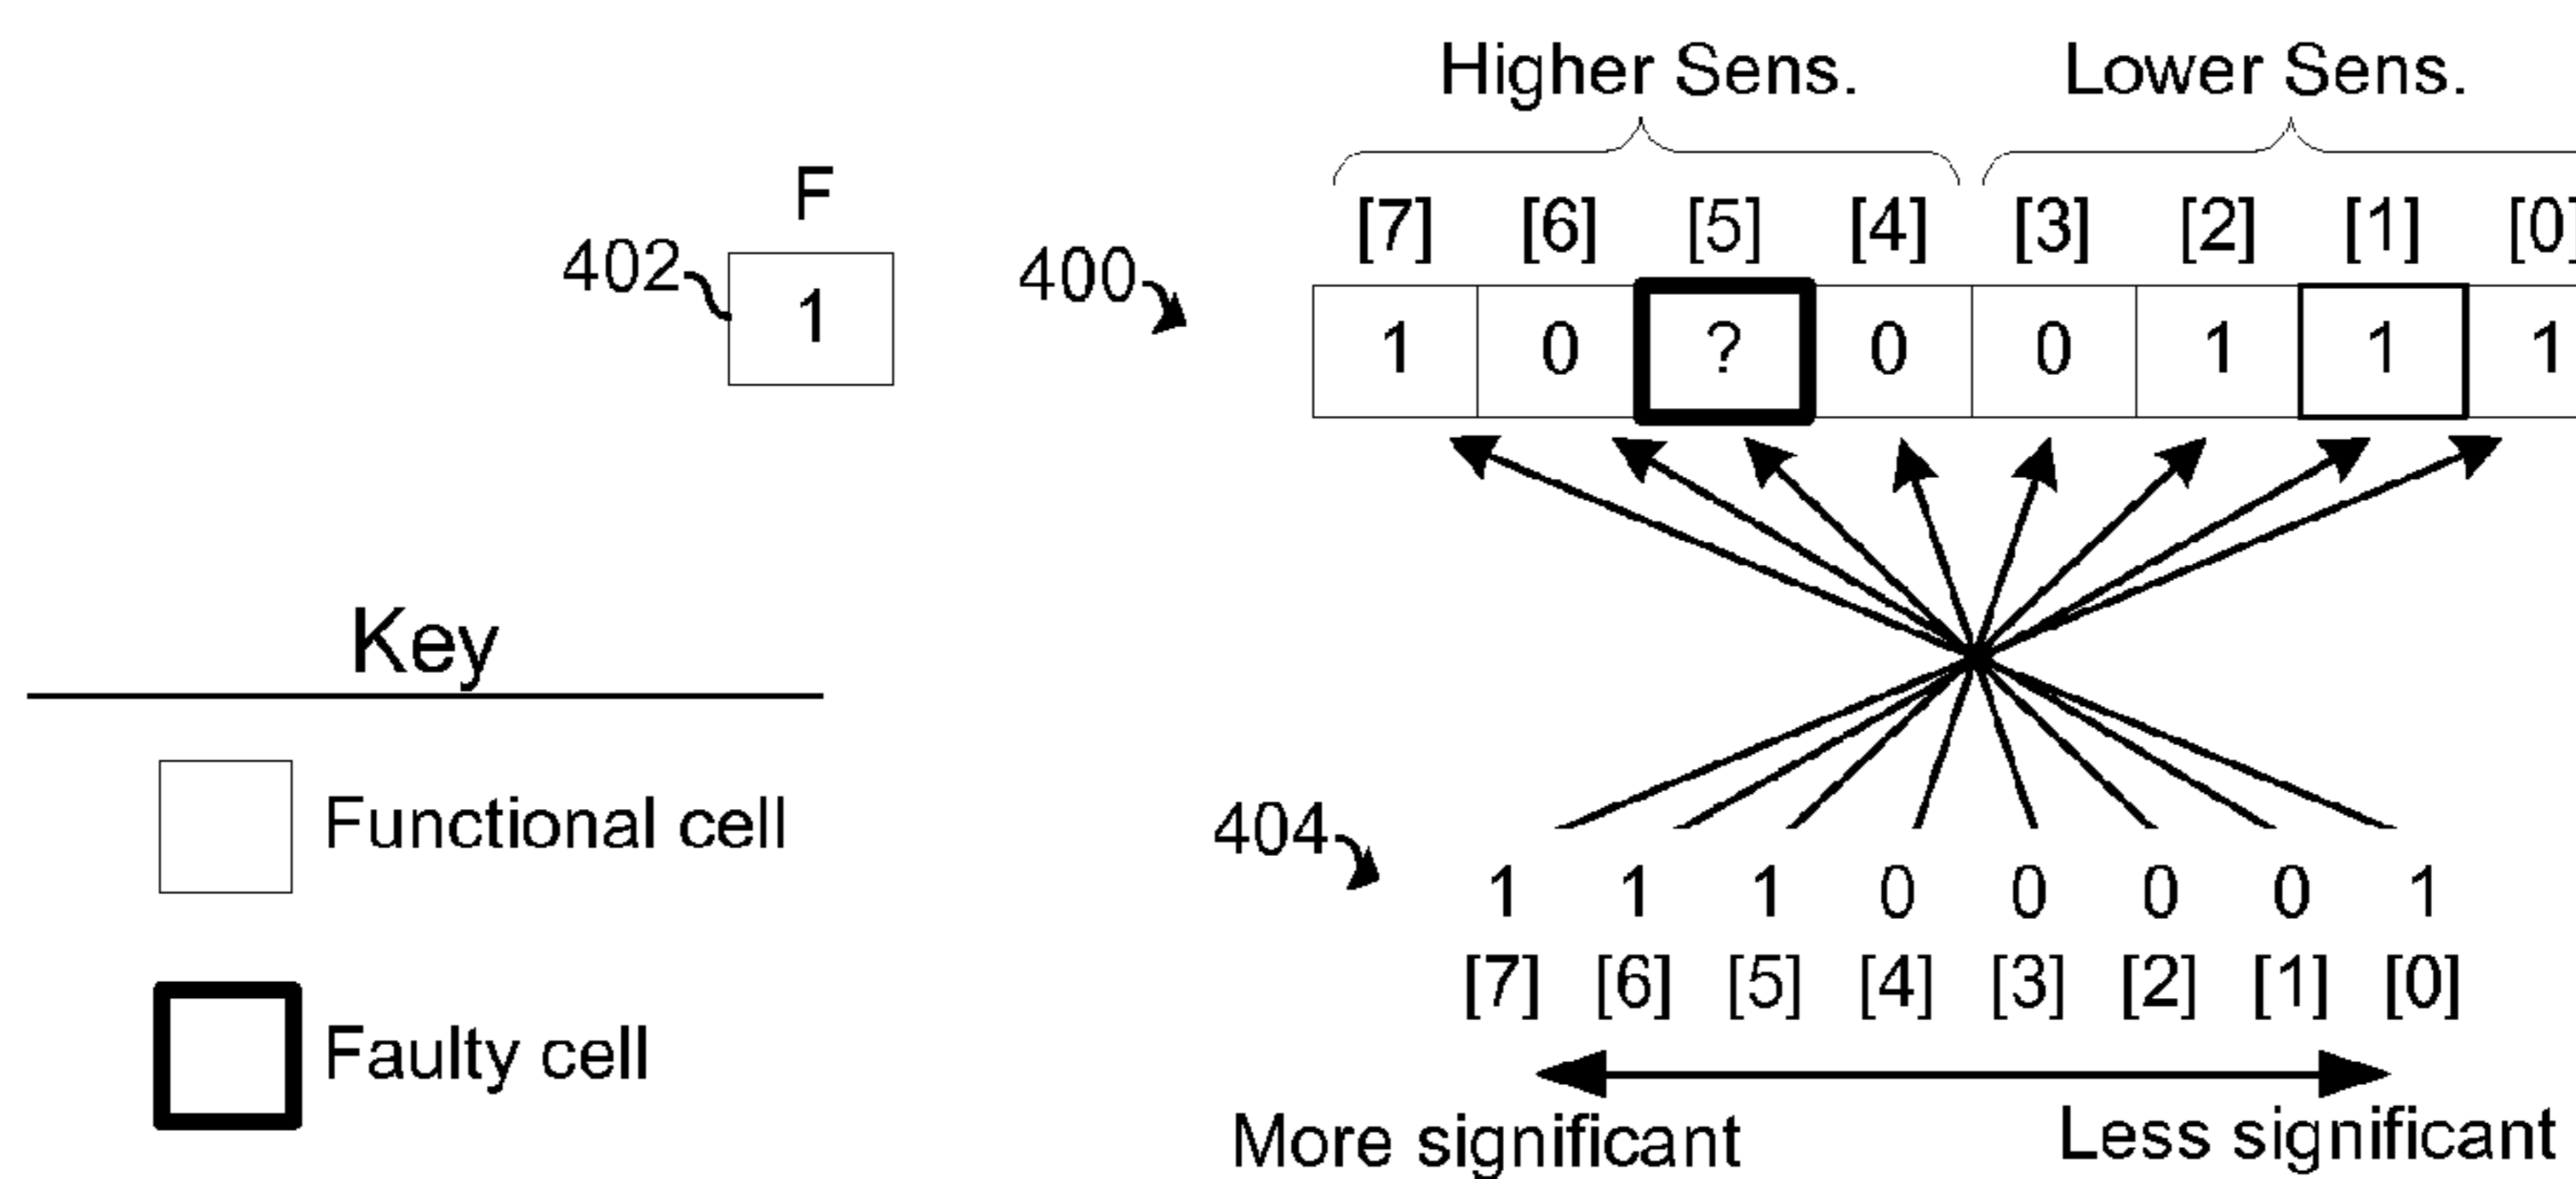 Higher Sens. Lower Sens.
F
[7] [6] [5] [4] [3] [2] [1] [0]
402 1 400 1 0 ? 0 0 1 1 1
Key
Functional cell
404
1 1 1 0 0 0 0 1
[7] [6] [5] [4] [3] [2] [1] [0]
Faulty cell
More significant Less significant